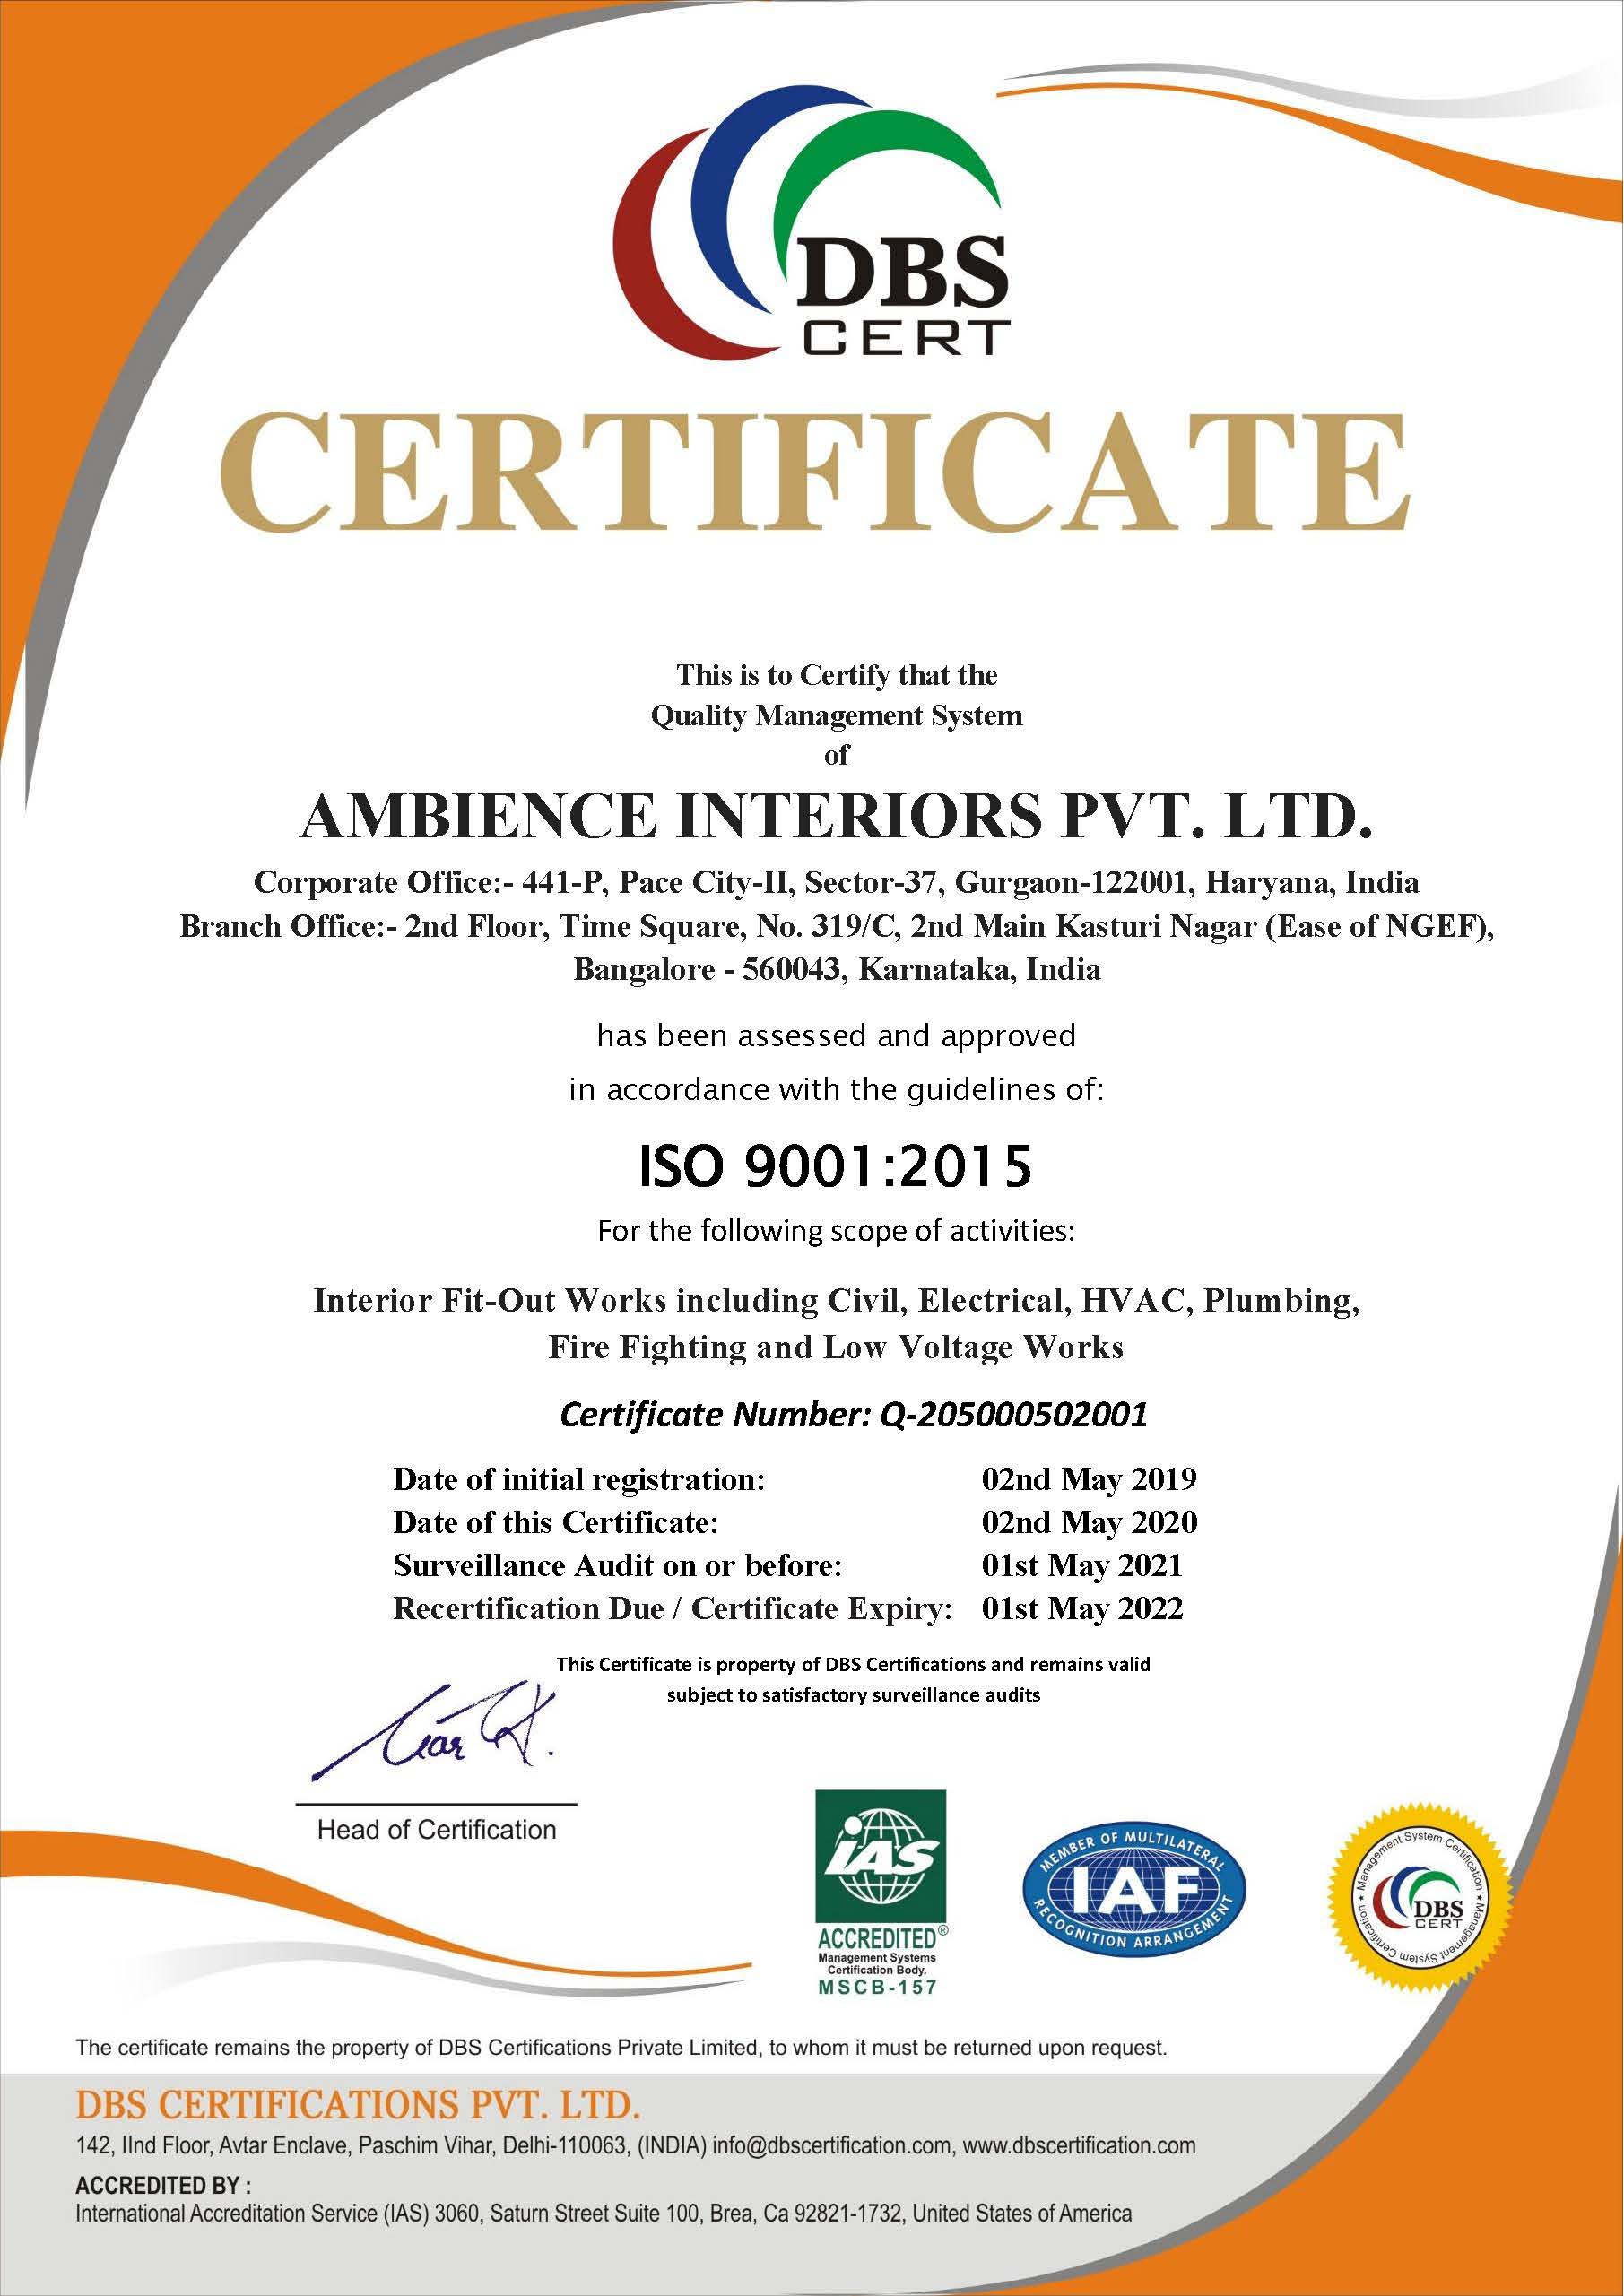 DBS
CERT
CERTIFICATE
This is to Certify that the
Quality Management System
of
AMBIENCE INTERIORS PVT. LTD.
Corporate Office:- 441-P, Pace City-II, Sector-37, Gurgaon-122001, Haryana, India
Branch Office:- 2nd Floor, Time Square, No. 319/C, 2nd Main Kasturi Nagar (Ease of NGEF),
Bangalore - 560043, Karnataka, India
has been assessed and approved
in accordance with the guidelines of:
ISO 9001:2015
For the following scope of activities:
Interior Fit-Out Works including Civil, Electrical, HVAC, Plumbing,
Fire Fighting and Low Voltage Works
Certificate Number: Q-205000502001
Date of initial registration: 02nd May 2019
Date of this Certificate: 02nd May 2020
Surveillance Audit on or before: 01st May 2021
Recertification Due / Certificate Expiry: 01st May 2022
This Certificate is property of DBS Certifications and remains valid
subject to satisfactory surveillance audits
Head of Certification
IAS
ACCREDITED®
Management Systems
Certification Body.
MSCB-157
MEMBER OF MULTILATERAL
IAF
RECOGNITION ARRANGEMENT
Management System Certification * Management System Certification *
DBS
CERT
The certificate remains the property of DBS Certifications Private Limited, to whom it must be returned upon request.
DBS CERTIFICATIONS PVT. LTD.
142, IInd Floor, Avtar Enclave, Paschim Vihar, Delhi-110063, (INDIA) info@dbscertification.com, www.dbscertification.com
ACCREDITED BY :
International Accreditation Service (IAS) 3060, Saturn Street Suite 100, Brea, Ca 92821-1732, United States of America